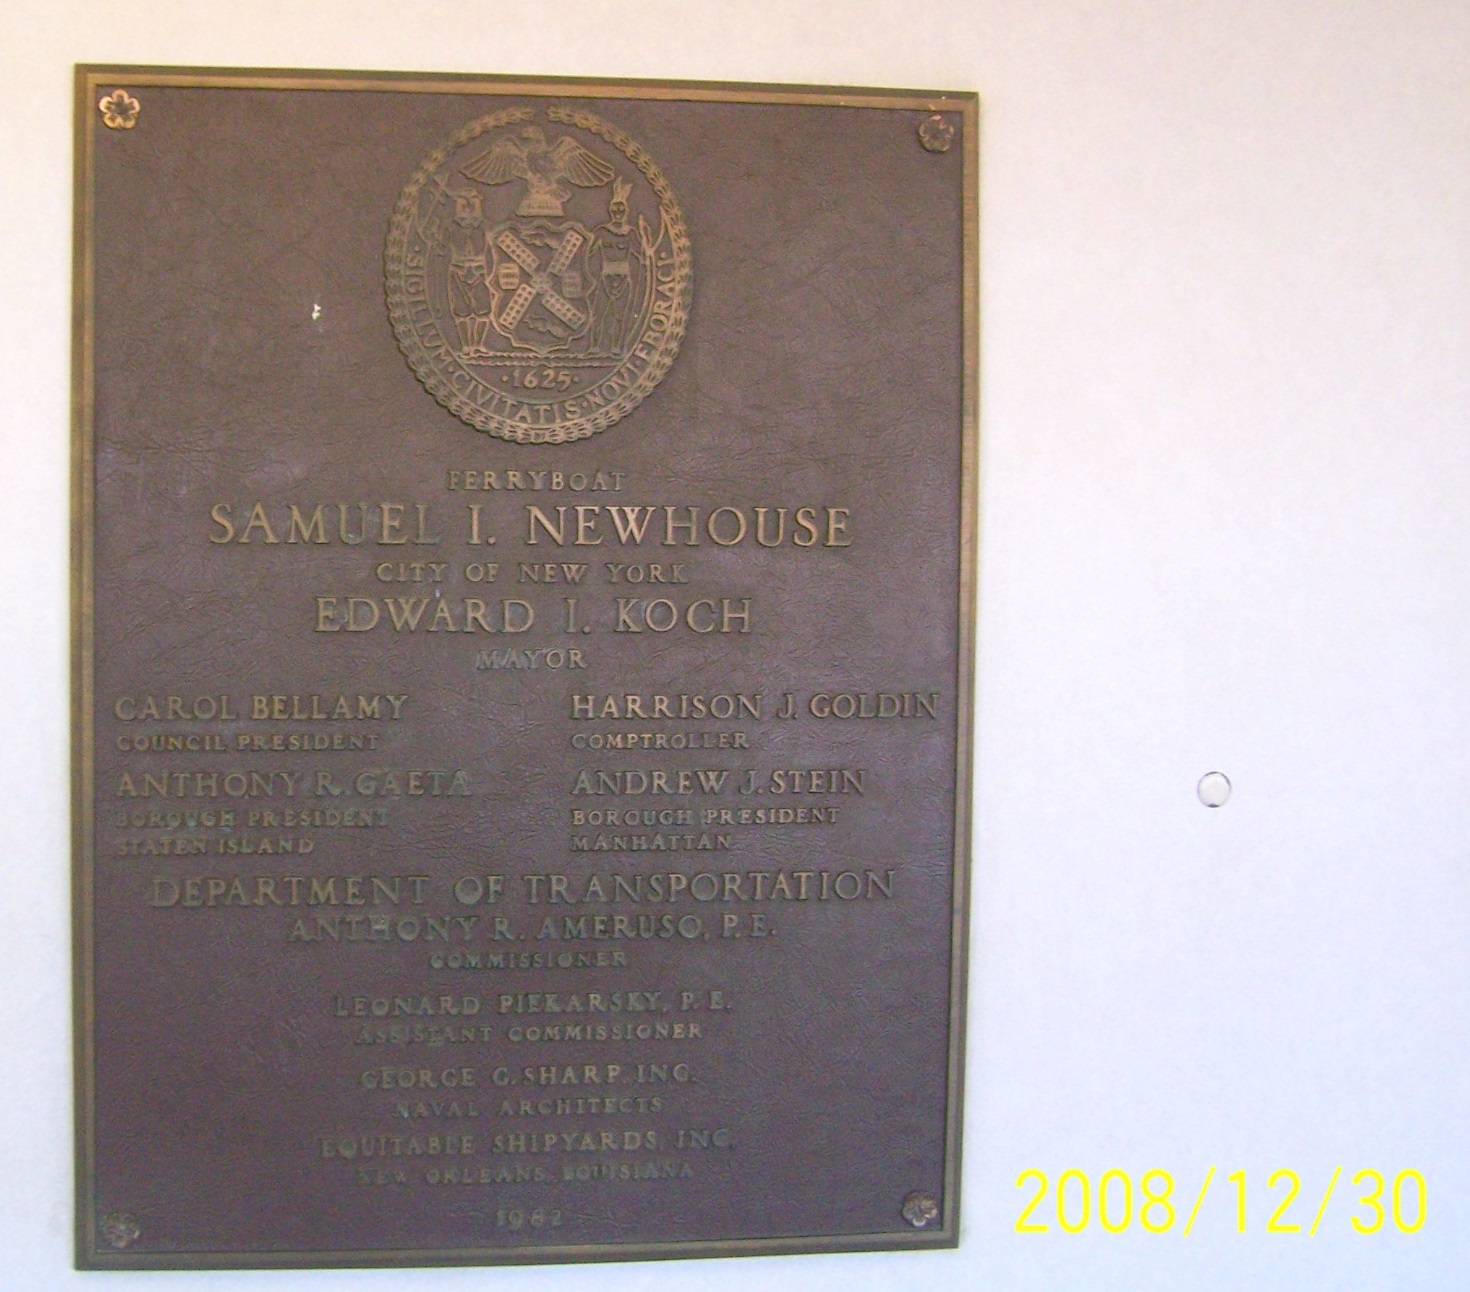 ·SIGILLUM·CIVITATIS·NOVI·EBORACI·
·1625·
FERRYBOAT
SAMUEL I. NEWHOUSE
CITY OF NEW YORK
EDWARD I. KOCH
MAYOR
CAROL BELLAMY
COUNCIL PRESIDENT
HARRISON J. GOLDIN
COMPTROLLER
ANTHONY R. GAETA
BOROUGH PRESIDENT
STATEN ISLAND
ANDREW J. STEIN
BOROUGH PRESIDENT
MANHATTAN
DEPARTMENT OF TRANSPORTATION
ANTHONY R. AMERUSO, P.E.
COMMISSIONER
LEONARD PIEKARSKY, P.E.
ASSISTANT COMMISSIONER
GEORGE G. SHARP, INC.
NAVAL ARCHITECTS
EQUITABLE SHIPYARDS INC.
NEW ORLEANS, LOUISIANA
1982
2008/12/30